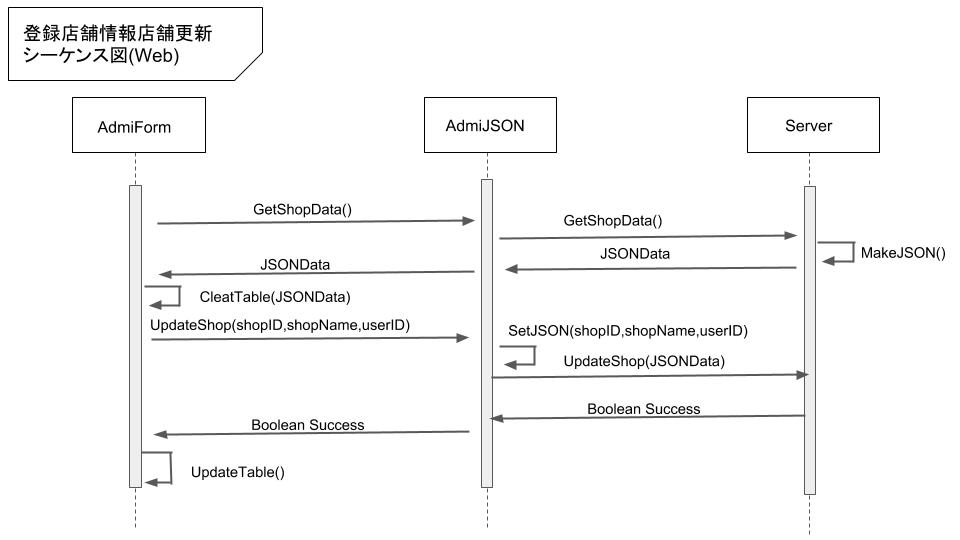 登録店舗情報店舗更新
シーケンス図(Web)
AdmiForm
AdmiJSON
Server
GetShopData()
GetShopData()
MakeJSON()
JSONData
JSONData
CleatTable(JSONData)
UpdateShop(shopID,shopName,userID)
SetJSON(shopID,shopName,userID)
UpdateShop(JSONData)
Boolean Success
Boolean Success
UpdateTable()